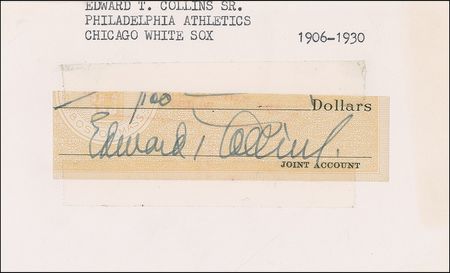 EDWARD T. COLLINS SR.
PHILADELPHIA ATHLETICS
CHICAGO WHITE SOX 1906-1930
/100 Dollars
Edward T Collins
JOINT ACCOUNT